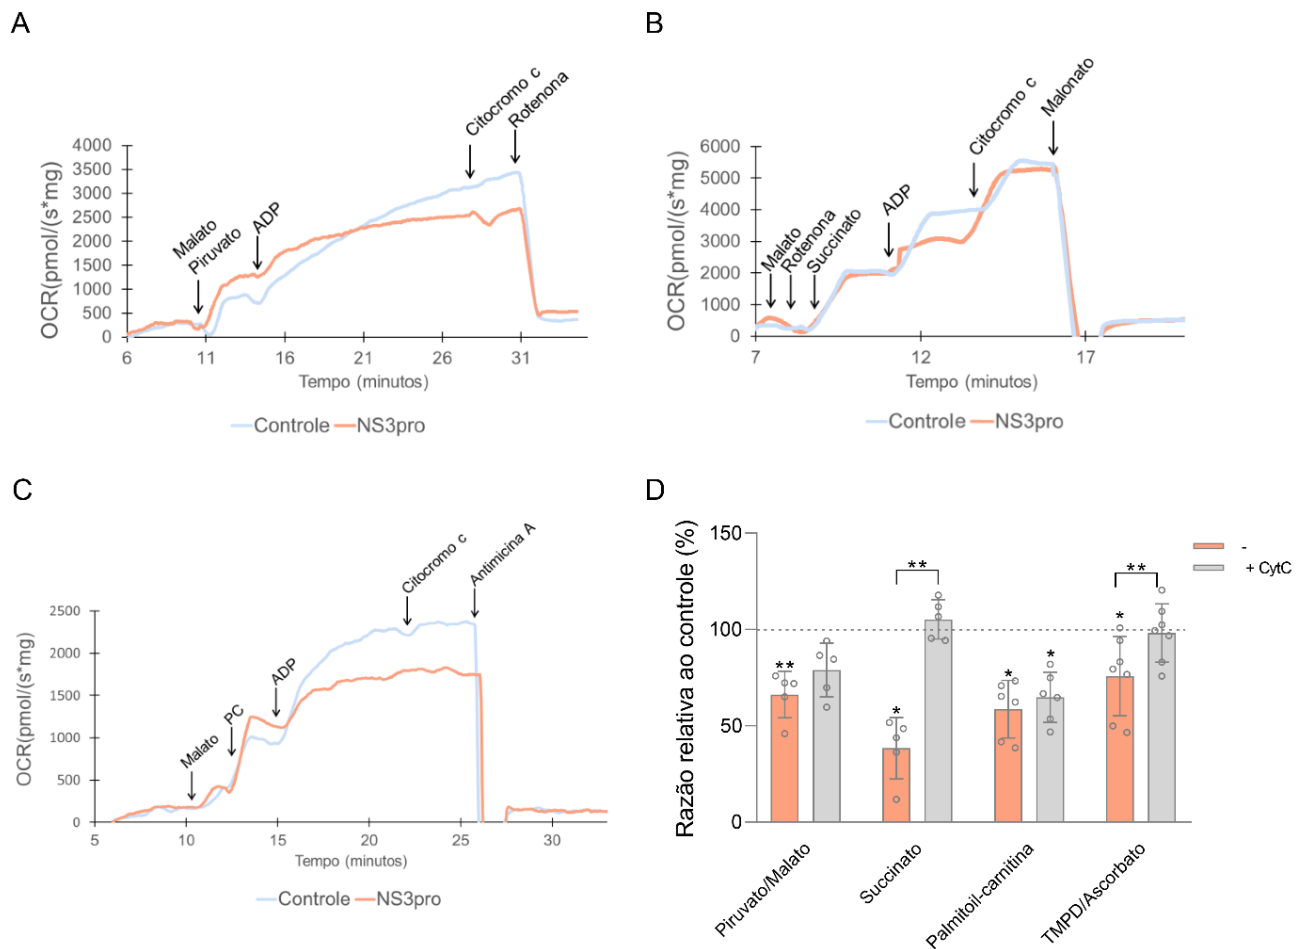 A
Citocromo c
Rotenona
Malato
Piruvato
ADP
OCR(pmol/(s*mg)
4000
3500
3000
2500
2000
1500
1000
500
0
6
11
16
21
26
31
Tempo (minutos)
Controle
NS3pro
B
Citocromo c
Malonato
Malato
Rotenona
Succinato
ADP
OCR(pmol/(s*mg)
6000
5000
4000
3000
2000
1000
0
7
12
17
Tempo (minutos)
Controle
NS3pro
C
Citocromo c
Antimicina A
Malato
PC
ADP
OCR(pmol/(s*mg)
2500
2000
1500
1000
500
0
5
10
15
20
25
30
Tempo (minutos)
Controle
NS3pro
D
Razão relativa ao controle (%)
150
100
50
0
**
*
**
*
*
*
**
-
+ CytC
Piruvato/Malato
Succinato
Palmitoil-carnitina
TMPD/Ascorbato